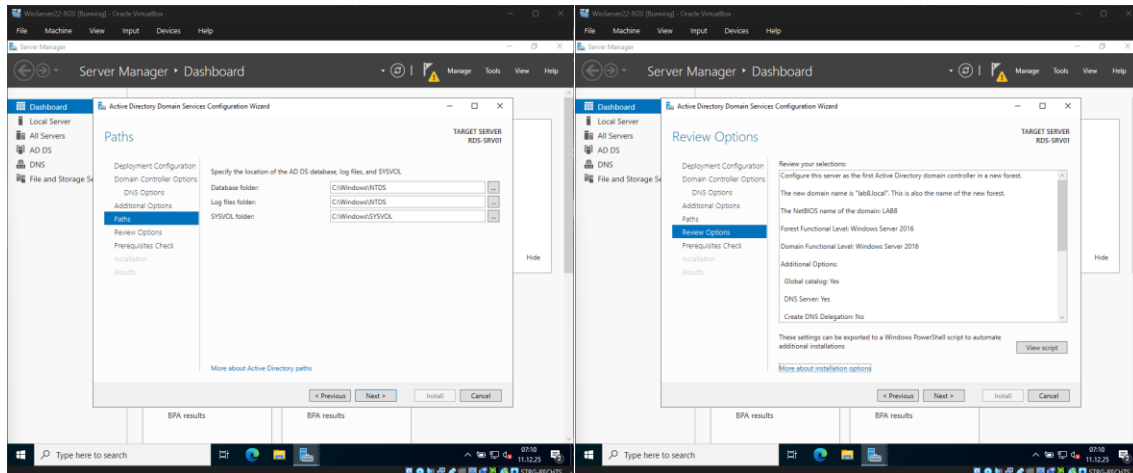 WinServer22-RDS [Running] - Oracle VirtualBox
File Machine View Input Devices Help
Server Manager
Server Manager • Dashboard
Manage Tools View Help
Dashboard
Local Server
All Servers
AD DS
DNS
File and Storage Se
Active Directory Domain Services Configuration Wizard
Paths
TARGET SERVER
RDS-SRV01
Deployment Configuration
Domain Controller Options
DNS Options
Additional Options
Paths
Review Options
Prerequisites Check
Installation
Results
Specify the location of the AD DS database, log files, and SYSVOL
Database folder: C:\Windows\NTDS
Log files folder: C:\Windows\NTDS
SYSVOL folder: C:\Windows\SYSVOL
More about Active Directory paths
< Previous Next > Install Cancel
Hide
BPA results BPA results
Type here to search
07:10
11.12.25
STRG-RECHTS
WinServer22-RDS [Running] - Oracle VirtualBox
File Machine View Input Devices Help
Server Manager
Server Manager • Dashboard
Manage Tools View Help
Dashboard
Local Server
All Servers
AD DS
DNS
File and Storage Se
Active Directory Domain Services Configuration Wizard
Review Options
TARGET SERVER
RDS-SRV01
Deployment Configuration
Domain Controller Options
DNS Options
Additional Options
Paths
Review Options
Prerequisites Check
Installation
Results
Review your selections:
Configure this server as the first Active Directory domain controller in a new forest.
The new domain name is "lab8.local". This is also the name of the new forest.
The NetBIOS name of the domain: LAB8
Forest Functional Level: Windows Server 2016
Domain Functional Level: Windows Server 2016
Additional Options:
Global catalog: Yes
DNS Server: Yes
Create DNS Delegation: No
These settings can be exported to a Windows PowerShell script to automate
additional installations
View script
More about installation options
< Previous Next > Install Cancel
Hide
BPA results BPA results
Type here to search
07:10
11.12.25
STRG-RECHTS